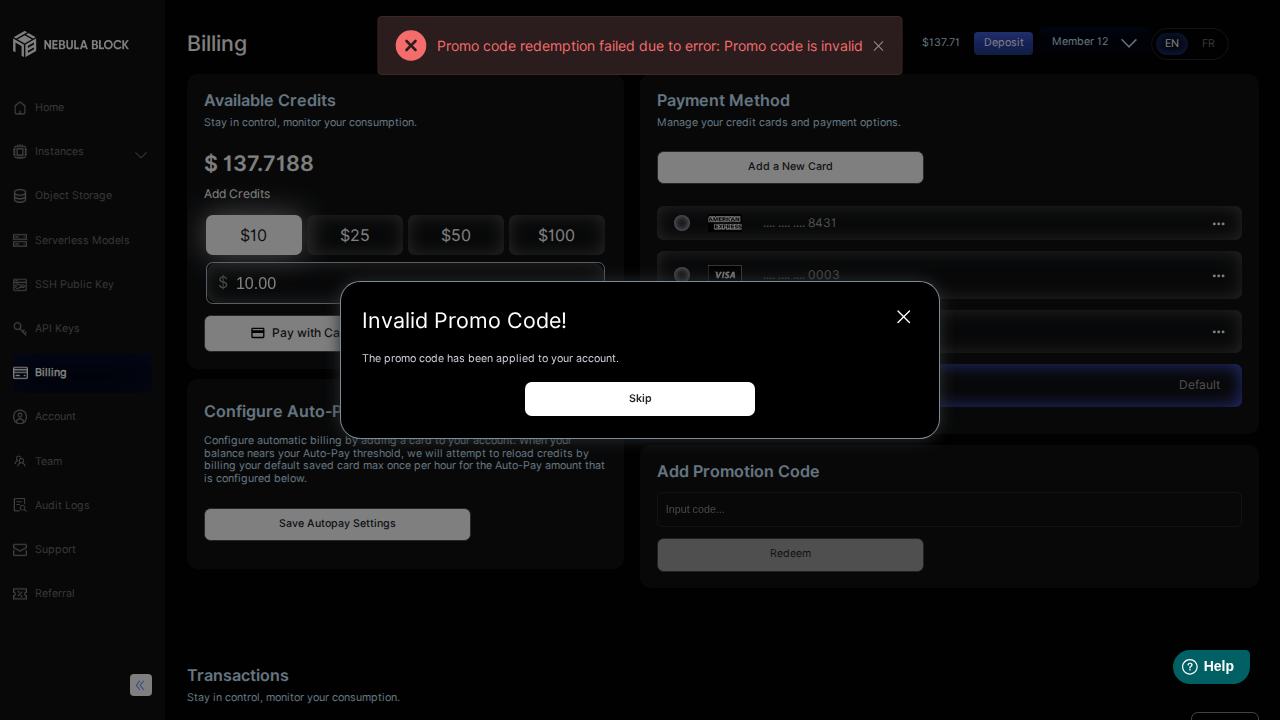 NEBULA BLOCK
Billing
Promo code redemption failed due to error: Promo code is invalid
$137.71
Deposit
Member 12
EN
FR
Home
Instances
Object Storage
Serverless Models
SSH Public Key
API Keys
Billing
Account
Team
Audit Logs
Support
Referral
Available Credits
Stay in control, monitor your consumption.
$ 137.7188
Add Credits
$10
$25
$50
$100
$ 10.00
Pay with Ca
Configure Auto-P
Configure automatic billing by adding a card to your account. When your
balance nears your Auto-Pay threshold, we will attempt to reload credits by
billing your default saved card max once per hour for the Auto-Pay amount that
is configured below.
Save Autopay Settings
Payment Method
Manage your credit cards and payment options.
Add a New Card
AMERICAN
EXPRESS
.... .... .... 8431
VISA
.... .... .... 0003
Default
Invalid Promo Code!
The promo code has been applied to your account.
Skip
Add Promotion Code
Input code...
Redeem
Transactions
Stay in control, monitor your consumption.
Help